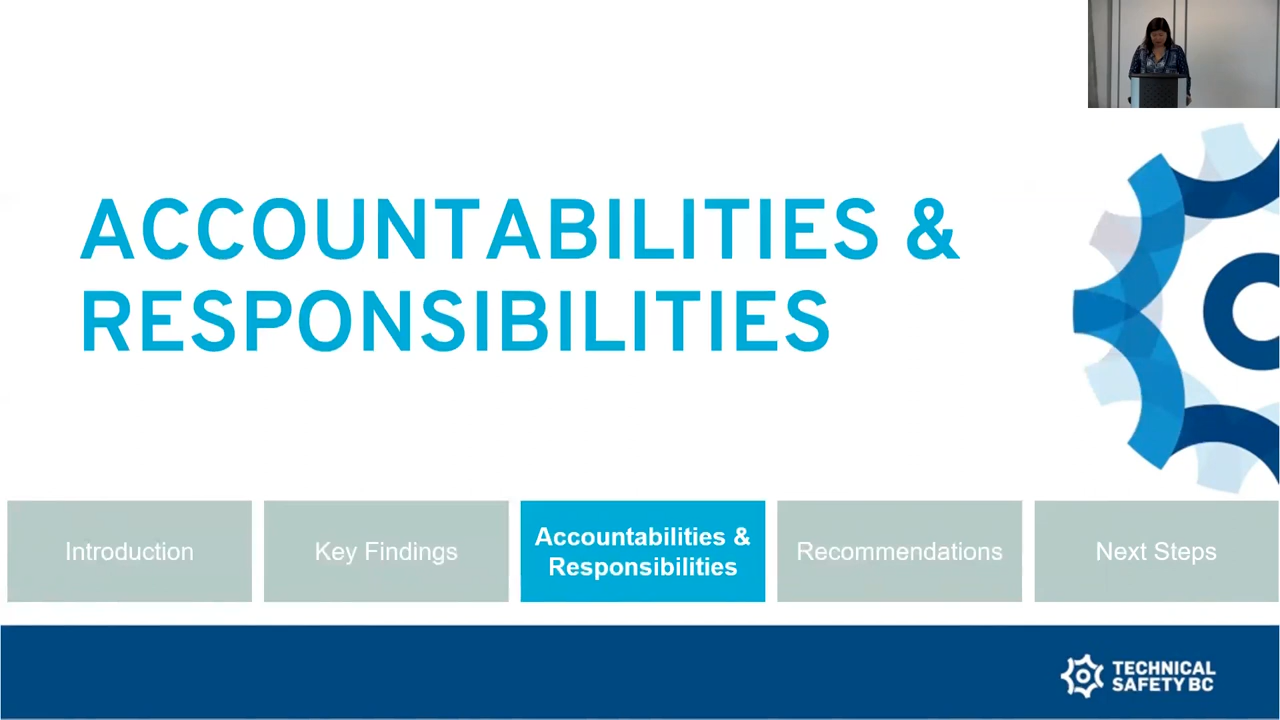 ACCOUNTABILITIES &
RESPONSIBILITIES
Introduction
Key Findings
Accountabilities &
Responsibilities
Recommendations
Next Steps
TECHNICAL
SAFETY BC